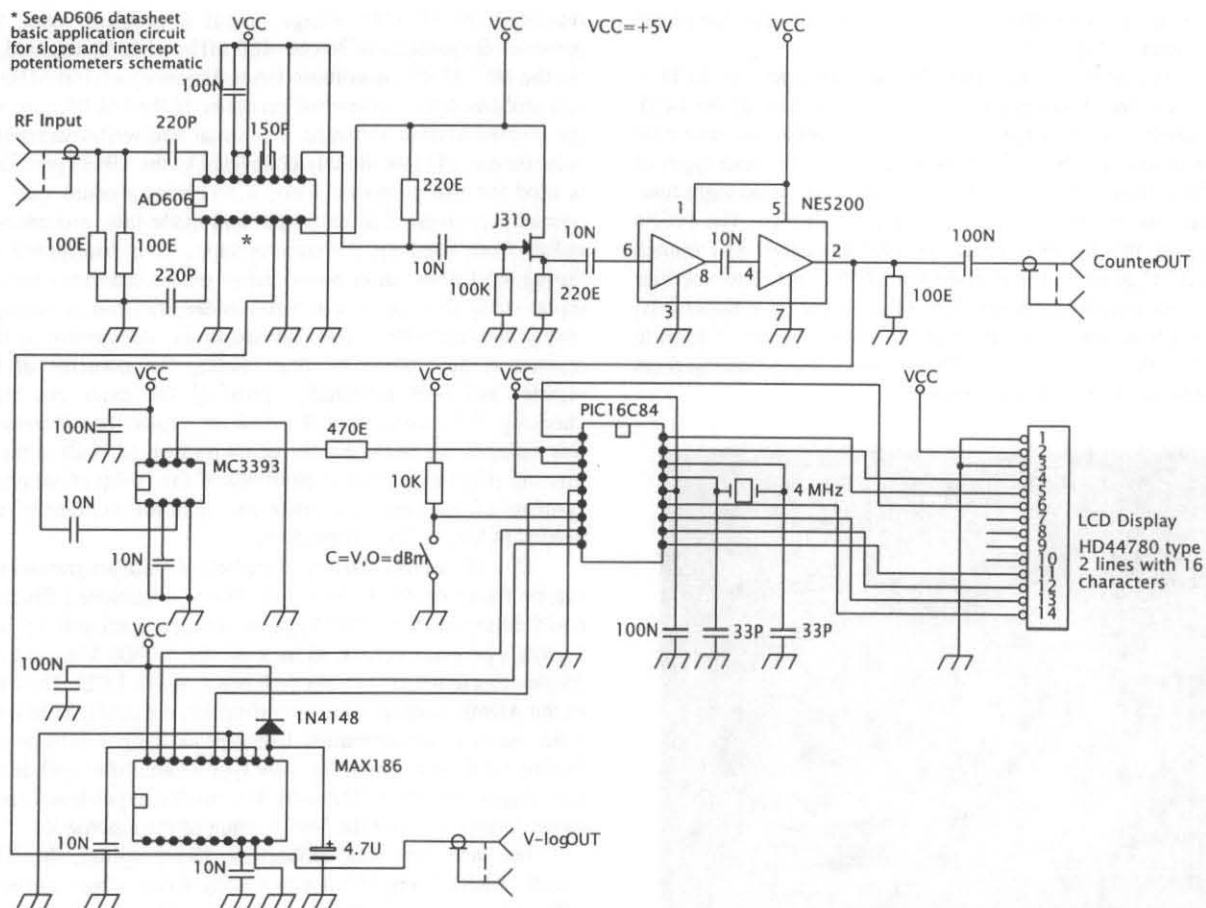 * See AD606 datasheet
basic application circuit
for slope and intercept
potentiometers schematic
VCC
VCC
VCC=+5V
VCC
100N
RF Input
220P
150P
AD606
*
100E
100E
220P
220E
J310
10N
100K
10N
220E
NE5200
1
5
6
10N
8
4
2
3
7
100N
100E
CounterOUT
VCC
100N
MC3393
10N
10N
470E
VCC
VCC
10K
C=V,O=dBm
PIC16C84
4 MHz
100N
33P
33P
VCC
1
2
3
4
5
6
7
8
9
10
11
12
13
14
LCD Display
HD44780 type
2 lines with 16
characters
VCC
100N
1N4148
MAX186
10N
10N
+
4.7U
V-logOUT